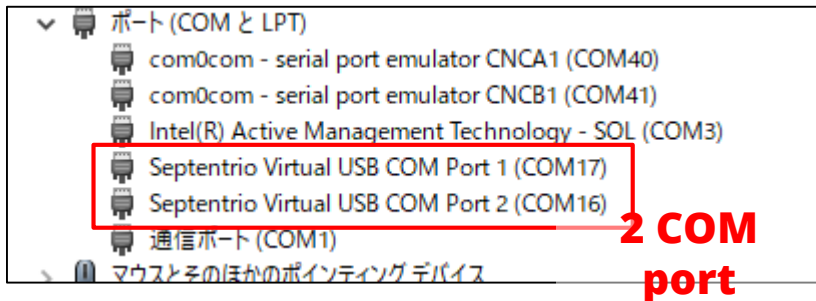 ポート (COM と LPT)
com0com - serial port emulator CNCA1 (COM40)
com0com - serial port emulator CNCB1 (COM41)
Intel(R) Active Management Technology - SOL (COM3)
Septentrio Virtual USB COM Port 1 (COM17)
Septentrio Virtual USB COM Port 2 (COM16)
通信ポート (COM1)
マウスとそのほかのポインティング デバイス
2 COM
port